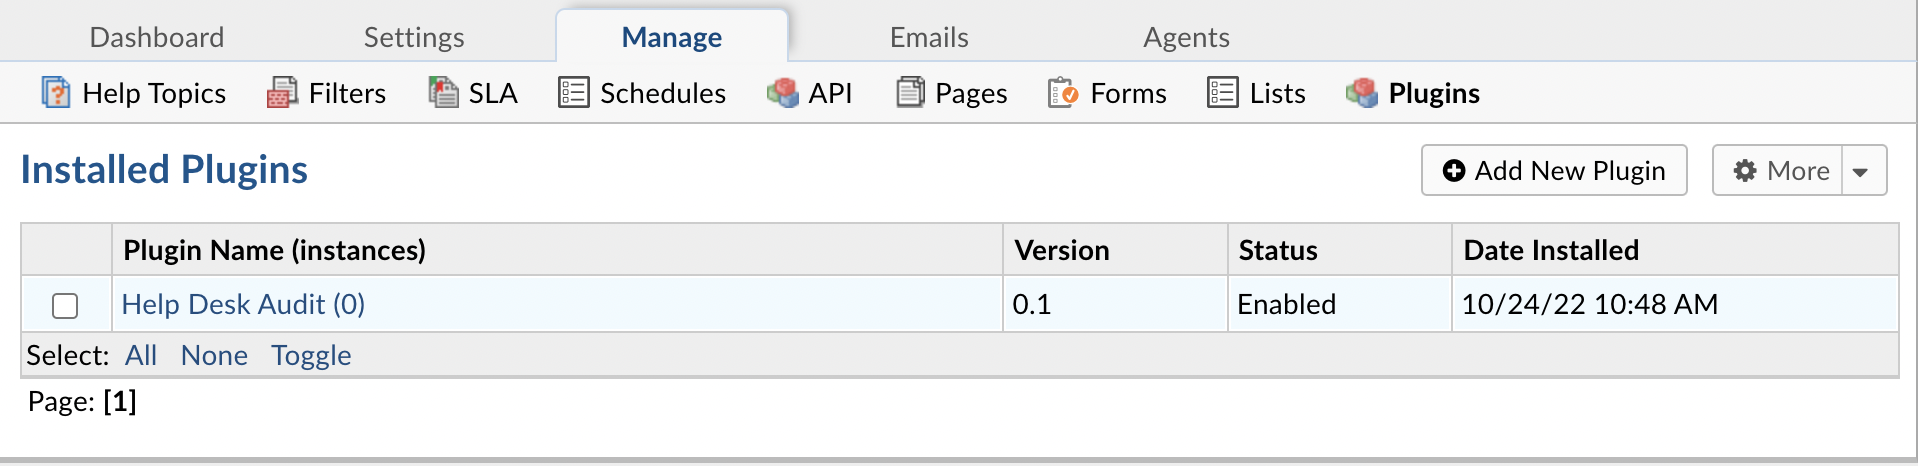 Dashboard Settings Manage Emails Agents
Help Topics Filters SLA Schedules API Pages Forms Lists Plugins
Installed Plugins Add New Plugin More
Plugin Name (instances) Version Status Date Installed
Help Desk Audit (0) 0.1 Enabled 10/24/22 10:48 AM
Select: All None Toggle
Page: [1]